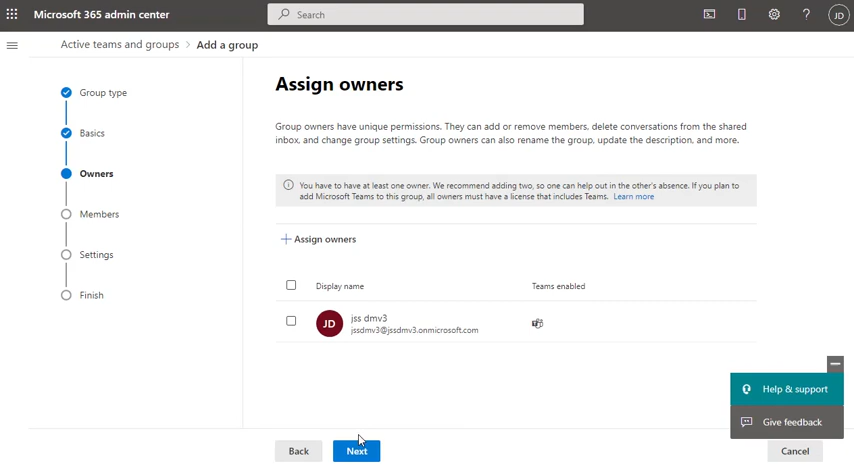 Microsoft 365 admin center
Search
JD
Active teams and groups > Add a group
Group type
Basics
Owners
Members
Settings
Finish
Assign owners
Group owners have unique permissions. They can add or remove members, delete conversations from the shared
inbox, and change group settings. Group owners can also rename the group, update the description, and more.
You have to have at least one owner. We recommend adding two, so one can help out in the other's absence. If you plan to
add Microsoft Teams to this group, all owners must have a license that includes Teams. Learn more
Assign owners
Display name
Teams enabled
JD
jss dmv3
jssdmv3@jssdmv3.onmicrosoft.com
Help & support
Give feedback
Back
Next
Cancel